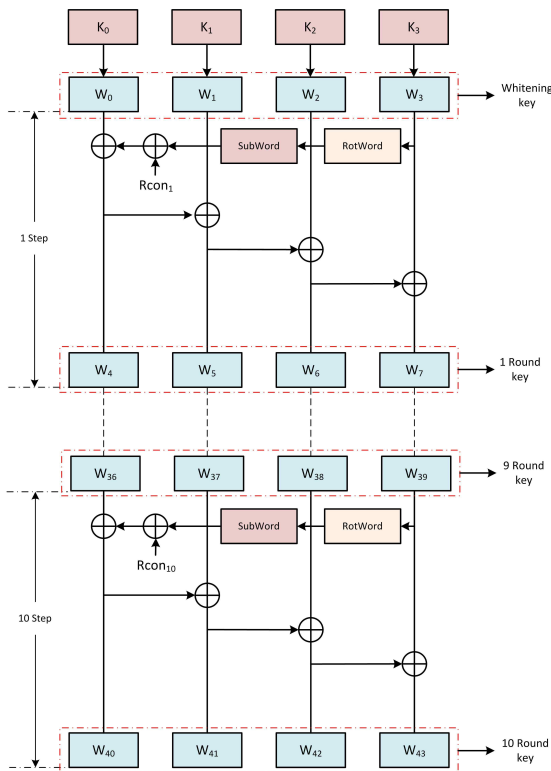 K0 K1 K2 K3
W0 W1 W2 W3
Whitening
key
SubWord RotWord
Rcon1
1 Step
W4 W5 W6 W7
1 Round
key
W36 W37 W38 W39
9 Round
key
SubWord RotWord
Rcon10
10 Step
W40 W41 W42 W43
10 Round
key